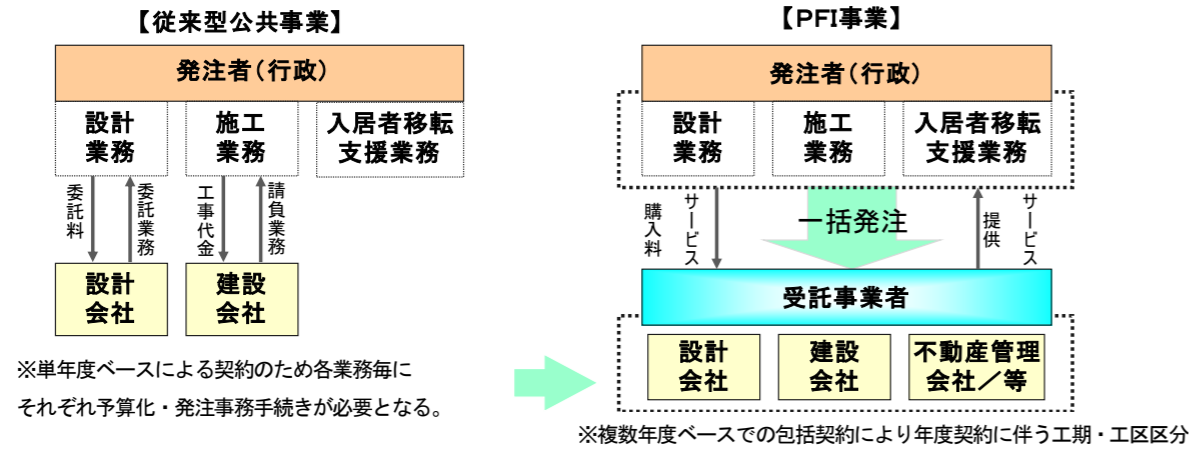 【従来型公共事業】
発注者（行政）
設計
業務
施工
業務
入居者移転
支援業務
委託料
委託業務
工事代金
請負業務
設計
会社
建設
会社
※単年度ベースによる契約のため各業務毎に
それぞれ予算化・発注事務手続きが必要となる。
【PFI事業】
発注者（行政）
設計
業務
施工
業務
入居者移転
支援業務
サービス
購入料
一括発注
サービス
提供
受託事業者
設計
会社
建設
会社
不動産管理
会社／等
※複数年度ベースでの包括契約により年度契約に伴う工期・工区区分